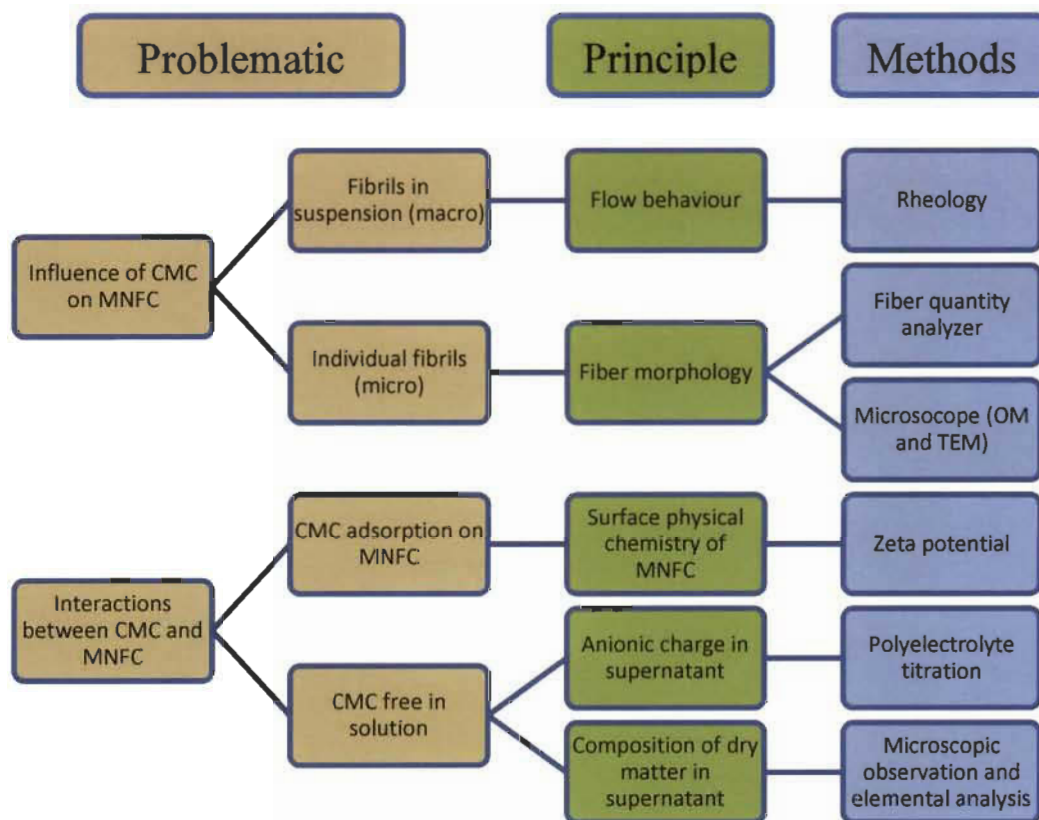 Problematic
Principle
Methods
Influence of CMC
on MNFC
Fibrils in
suspension (macro)
Flow behaviour
Rheology
Individual fibrils
(micro)
Fiber morphology
Fiber quantity
analyzer
Microsocope (OM
and TEM)
Interactions
between CMC and
MNFC
CMC adsorption on
MNFC
Surface physical
chemistry of
MNFC
Zeta potential
CMC free in
solution
Anionic charge in
supernatant
Polyelectrolyte
titration
Composition of dry
matter in
supernatant
Microscopic
observation and
elemental analysis